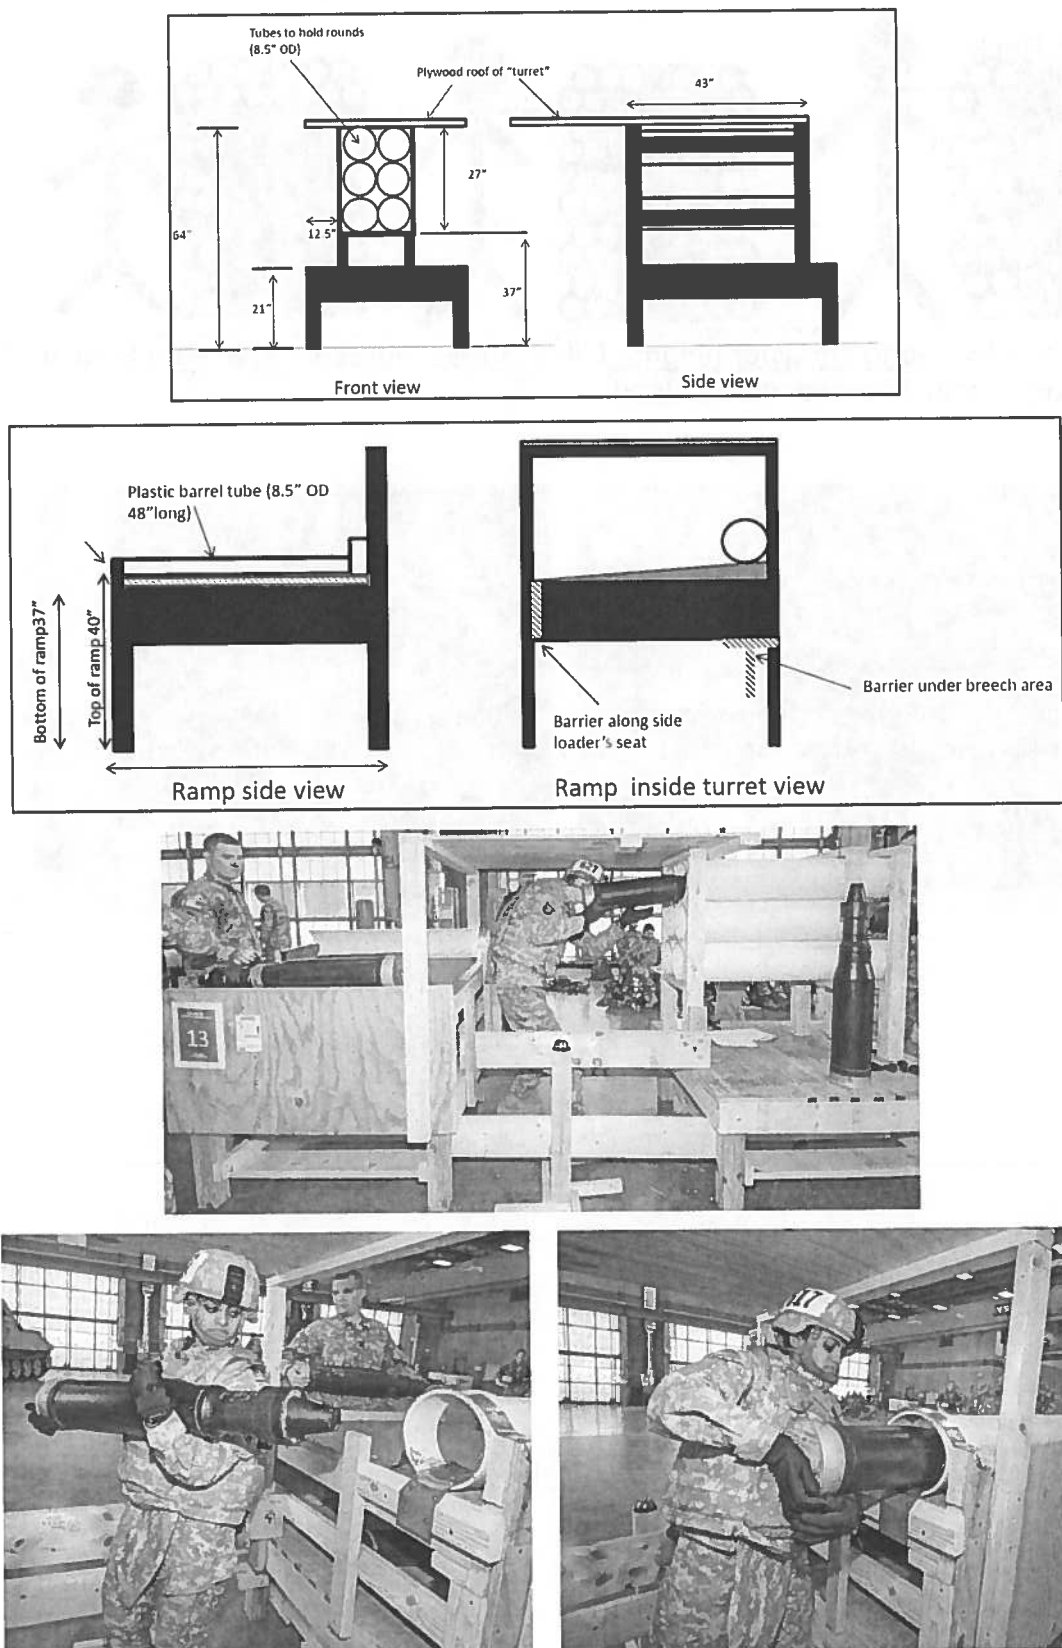 Tubes to hold rounds
(8.5" OD)
Plywood roof of "turret"
43"
27"
64"
12 5"
37"
21"
Front view
Side view
Plastic barrel tube (8.5" OD
48"long)
Bottom of ramp37"
Top of ramp 40"
Barrier under breech area
Barrier along side
loader's seat
Ramp side view
Ramp inside turret view
13
17